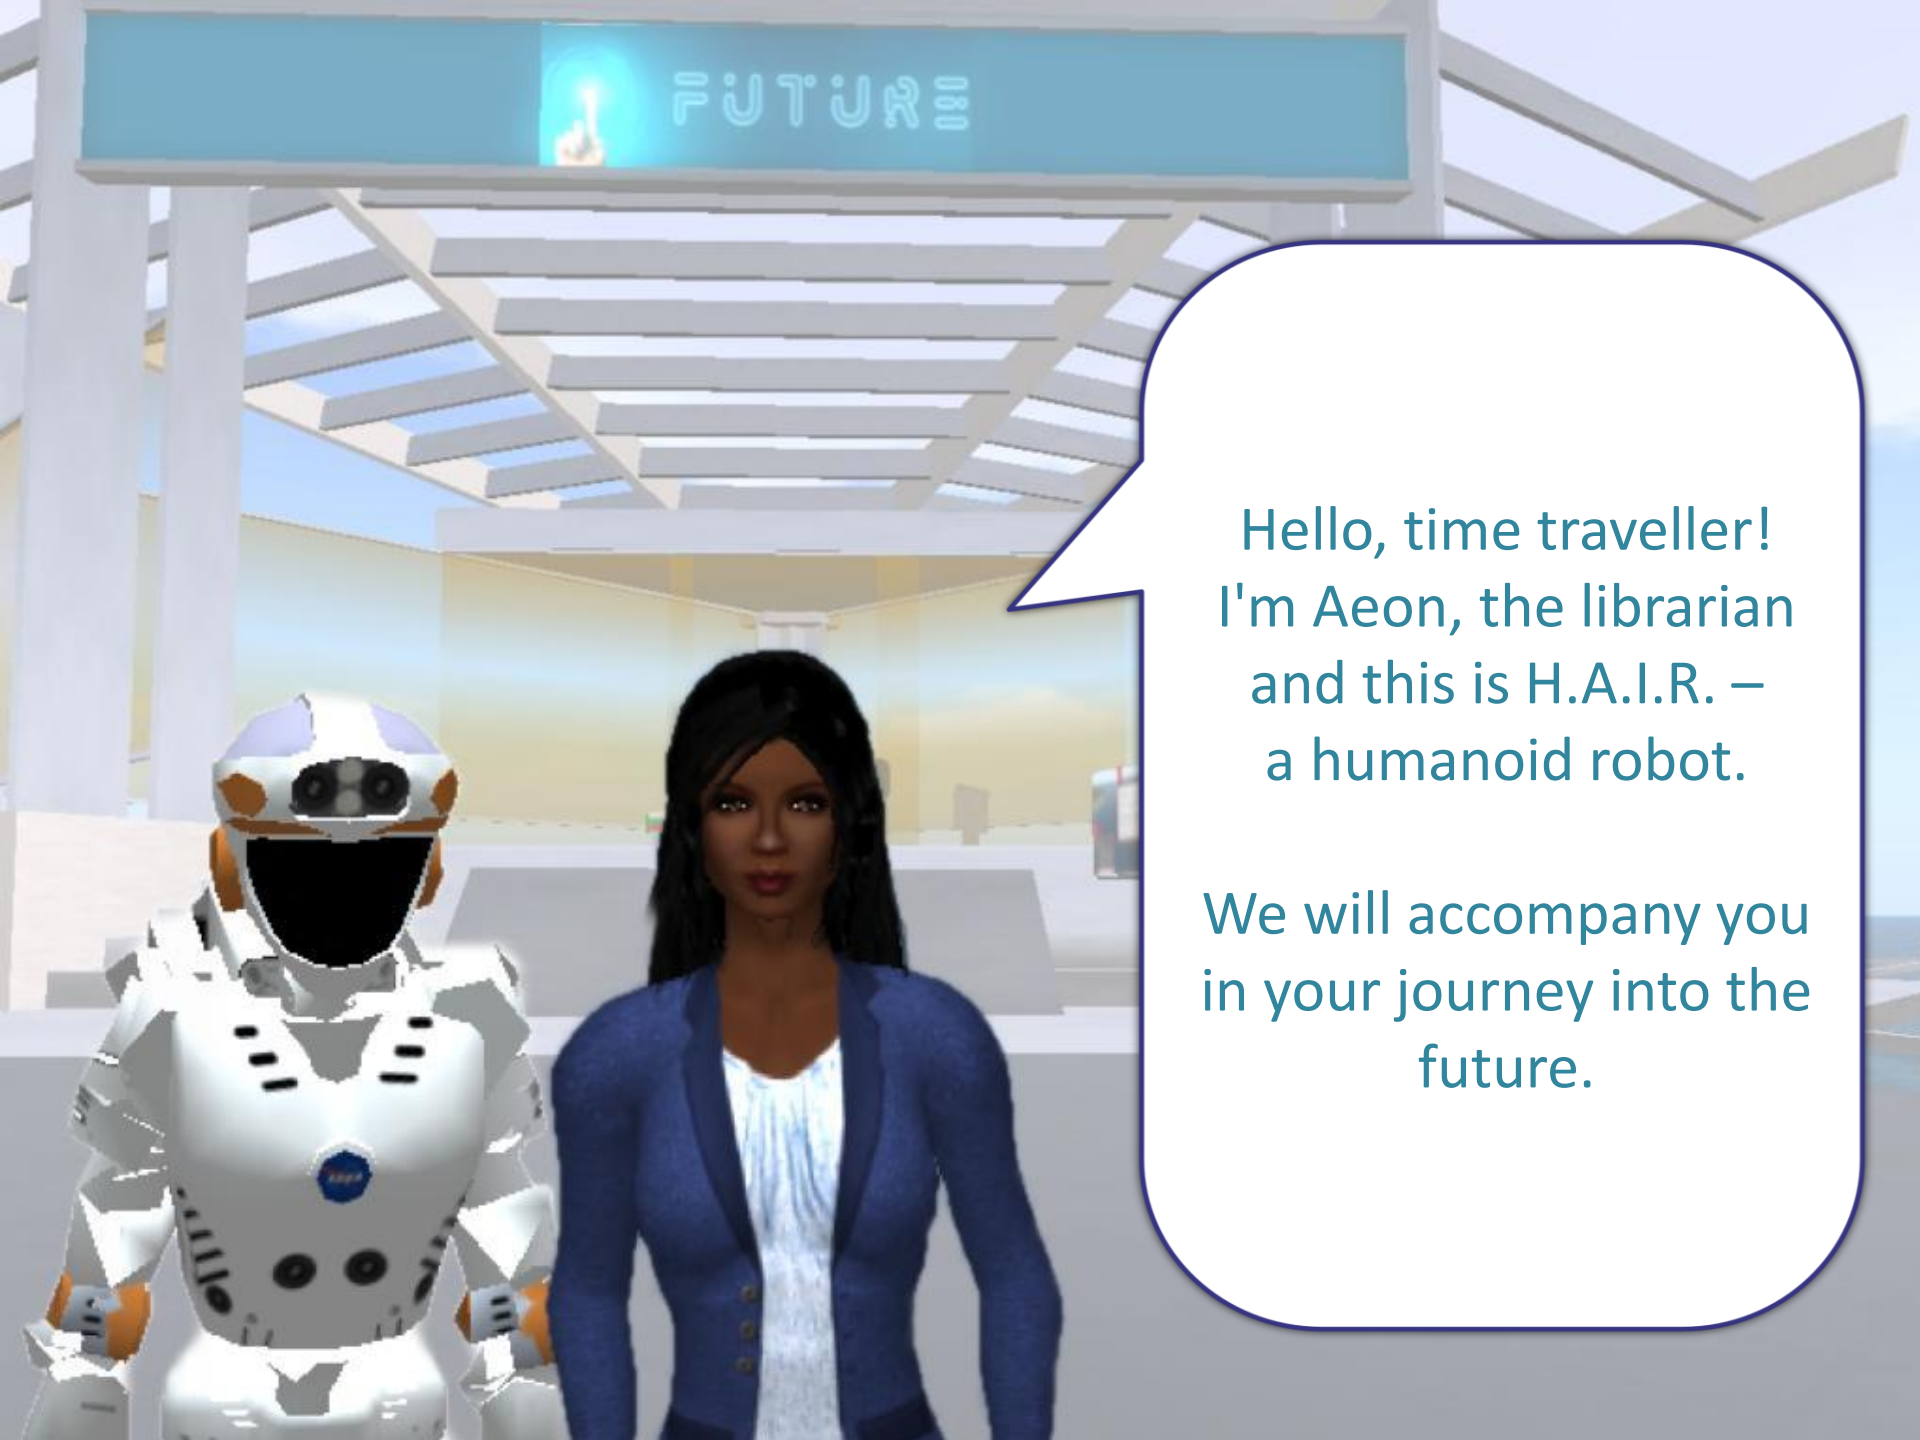 FUTURE
Hello, time traveller!
I'm Aeon, the librarian
and this is H.A.I.R. –
a humanoid robot.
We will accompany you
in your journey into the
future.